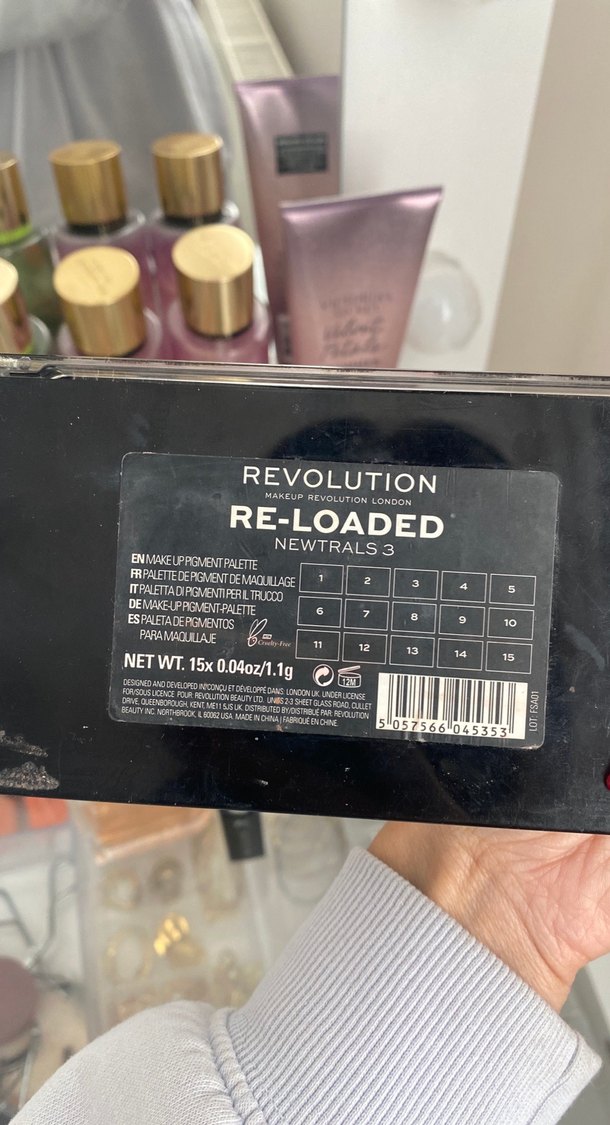 VICTORIA'S
SECRET
Velvet
Petals
REVOLUTION
MAKEUP REVOLUTION LONDON
RE-LOADED
NEWTRALS 3
EN MAKE UP PIGMENT PALETTE
FR PALETTE DE PIGMENT DE MAQUILLAGE
IT PALETTA DI PIGMENTI PER IL TRUCCO
DE MAKE-UP-PIGMENT-PALETTE
ES PALETA DE PIGMENTOS
PARA MAQUILLAJE
Cruelty-Free
1 2 3 4 5
6 7 8 9 10
11 12 13 14 15
NET WT. 15x 0.04oz/1.1g
12M
DESIGNED AND DEVELOPED IN/CONÇU ET DÉVELOPPÉ DANS: LONDON UK. UNDER LICENSE
FOR/SOUS LICENCE POUR: REVOLUTION BEAUTY LTD. UNITS 2-3 SHEET GLASS ROAD, CULLET
DRIVE, QUEENBOROUGH, KENT, ME11 5JS UK. DISTRIBUTED BY/DISTRIBUÉ PAR: REVOLUTION
BEAUTY INC. NORTHBROOK, IL 60062 USA. MADE IN CHINA | FABRIQUÉ EN CHINE.
5 057566 045353
LOT: FSA01